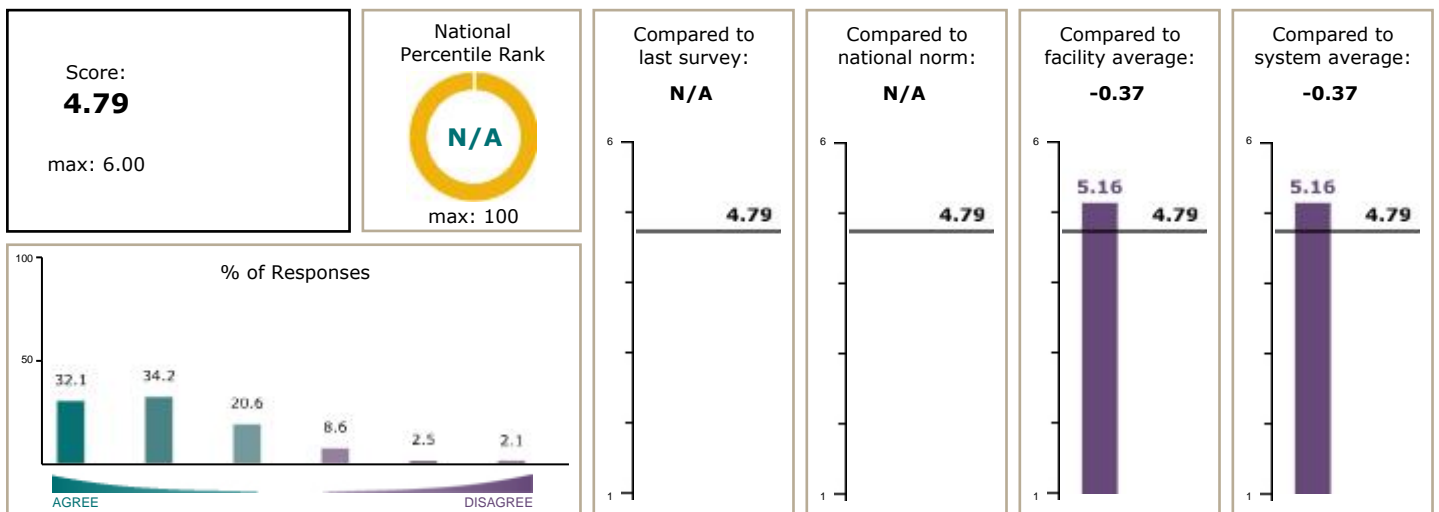 Score:
4.79
max: 6.00
National
Percentile Rank
N/A
max: 100
% of Responses
100
50
32.1
34.2
20.6
8.6
2.5
2.1
AGREE
DISAGREE
Compared to
last survey:
N/A
6
4.79
1
Compared to
national norm:
N/A
6
4.79
1
Compared to
facility average:
-0.37
6
5.16
4.79
1
Compared to
system average:
-0.37
6
5.16
4.79
1